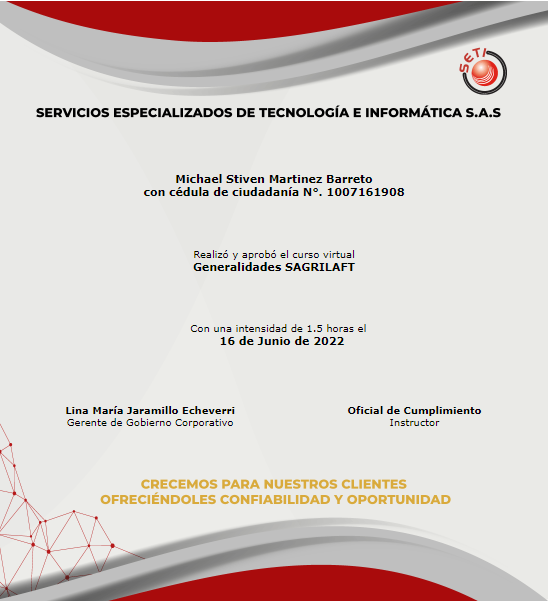 SETI
SERVICIOS ESPECIALIZADOS DE TECNOLOGÍA E INFORMÁTICA S.A.S
Michael Stiven Martinez Barreto
con cédula de ciudadanía N°. 1007161908
Realizó y aprobó el curso virtual
Generalidades SAGRILAFT
Con una intensidad de 1.5 horas el
16 de Junio de 2022
Lina María Jaramillo Echeverri
Gerente de Gobierno Corporativo
Oficial de Cumplimiento
Instructor
CRECEMOS PARA NUESTROS CLIENTES
OFRECIÉNDOLES CONFIABILIDAD Y OPORTUNIDAD